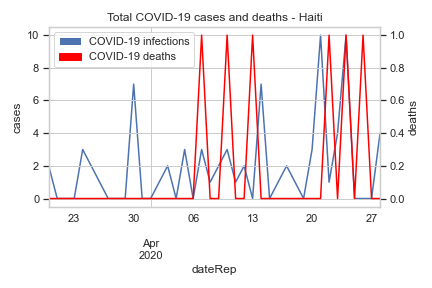 Total COVID-19 cases and deaths - Haiti
COVID-19 infections
COVID-19 deaths
10
8
6
4
2
0
cases
1.0
0.8
0.6
0.4
0.2
0.0
deaths
23 30 06 13 20 27
Apr
2020
dateRep